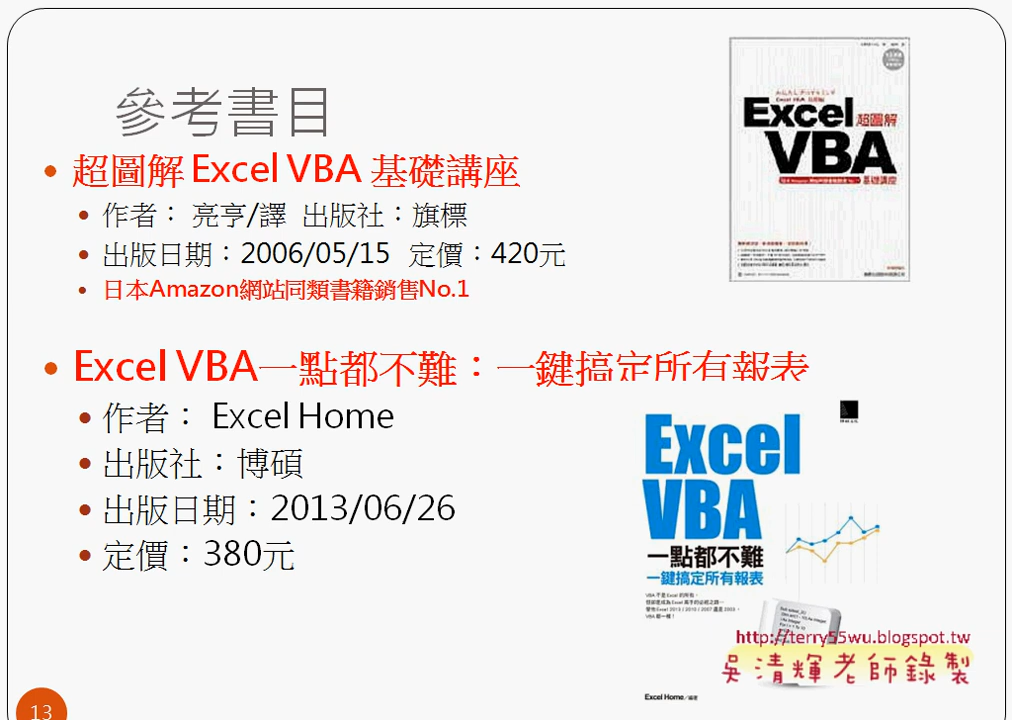 參考書目
超圖解 Excel VBA 基礎講座
作者： 亮亨/譯 出版社：旗標
出版日期：2006/05/15 定價：420元
日本Amazon網站同類書籍銷售No.1
Excel
超圖解
VBA
基礎講座
Excel VBA一點都不難：一鍵搞定所有報表
作者： Excel Home
出版社：博碩
出版日期：2013/06/26
定價：380元
Excel
VBA
一點都不難
一鍵搞定所有報表
http://terry55wu.blogspot.tw
吳清輝老師錄製
Excel Home／編著
13